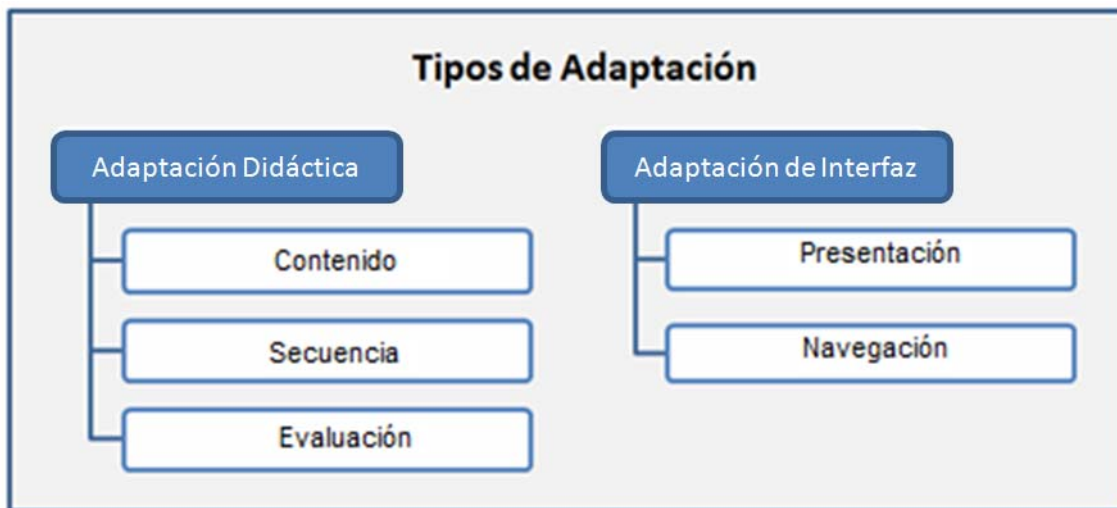 Tipos de Adaptación
Adaptación Didáctica
Contenido
Secuencia
Evaluación
Adaptación de Interfaz
Presentación
Navegación